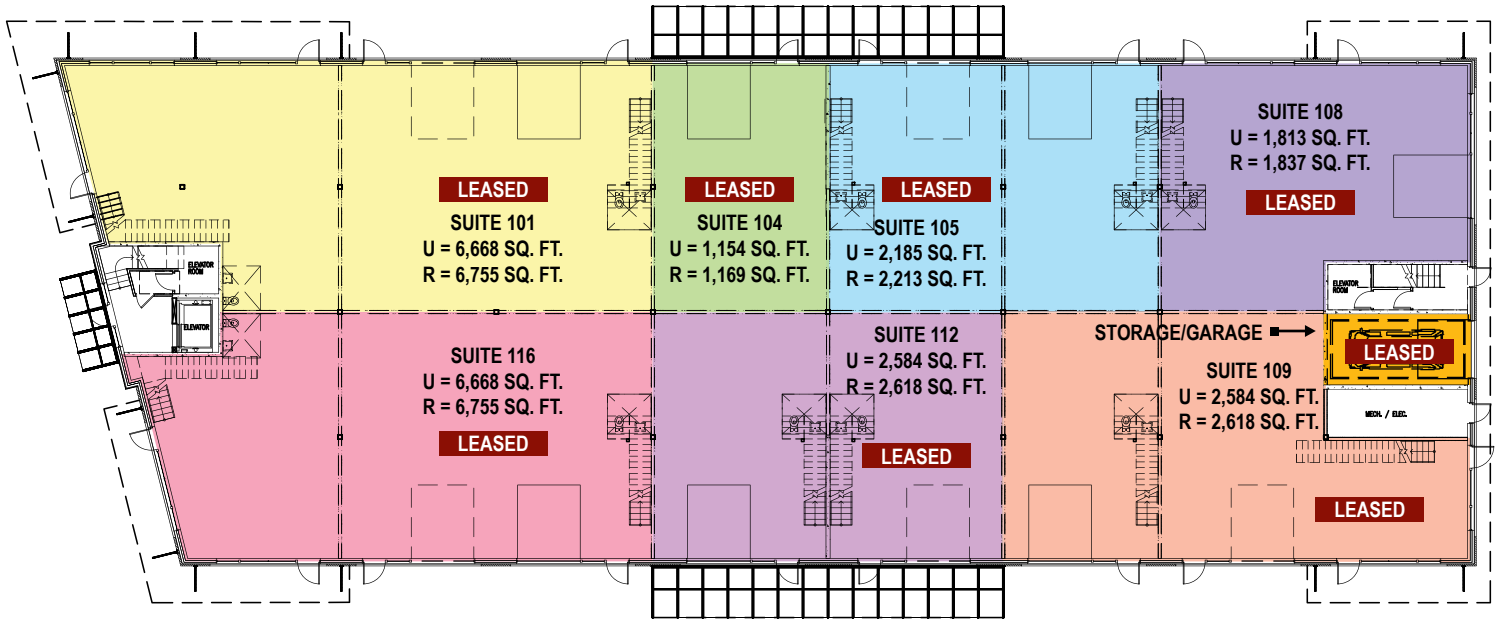 LEASED
SUITE 101
U = 6,668 SQ. FT.
R = 6,755 SQ. FT.
LEASED
SUITE 104
U = 1,154 SQ. FT.
R = 1,169 SQ. FT.
LEASED
SUITE 105
U = 2,185 SQ. FT.
R = 2,213 SQ. FT.
SUITE 108
U = 1,813 SQ. FT.
R = 1,837 SQ. FT.
LEASED
ELEVATOR
ROOM
ELEVATOR
ELEVATOR
ROOM
SUITE 116
U = 6,668 SQ. FT.
R = 6,755 SQ. FT.
LEASED
SUITE 112
U = 2,584 SQ. FT.
R = 2,618 SQ. FT.
LEASED
STORAGE/GARAGE
LEASED
SUITE 109
U = 2,584 SQ. FT.
R = 2,618 SQ. FT.
MECH. / ELEC.
LEASED